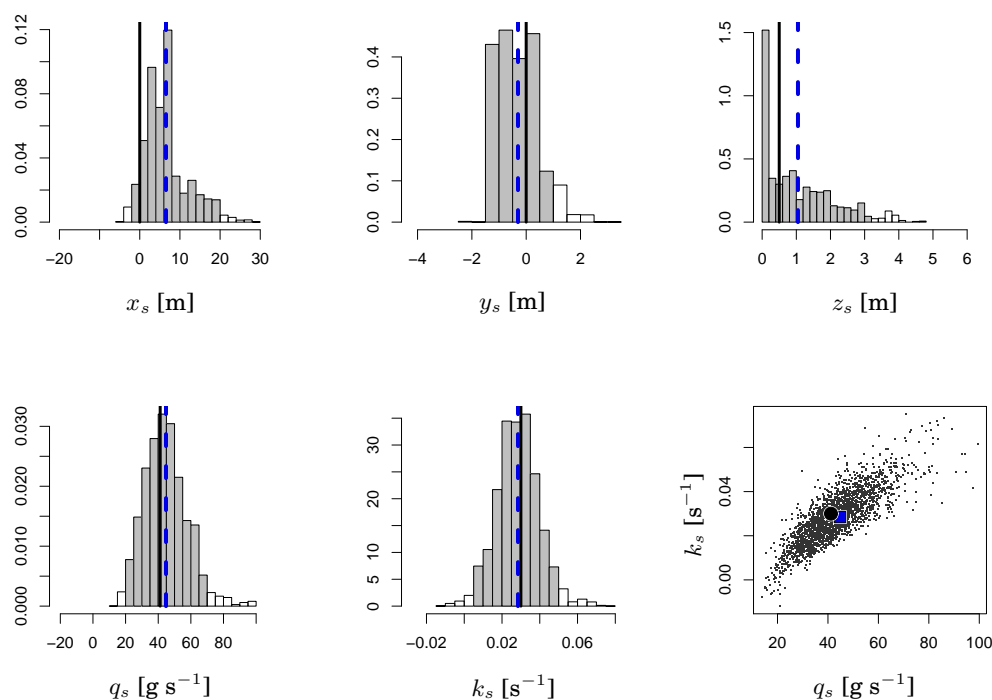 0.00 0.04 0.08 0.12
−20 0 10 20 30
x_s [m]
0.0 0.1 0.2 0.4
−4 −2 0 2
y_s [m]
0.0 0.5 1.0 1.5
0 1 2 3 4 5 6
z_s [m]
0.000 0.010 0.020 0.030
0 20 40 60 80
q_s [g s⁻¹]
0 5 10 20 30
−0.02 0.02 0.06
k_s [s⁻¹]
0.00 0.04
k_s [s⁻¹]
20 40 60 80 100
q_s [g s⁻¹]